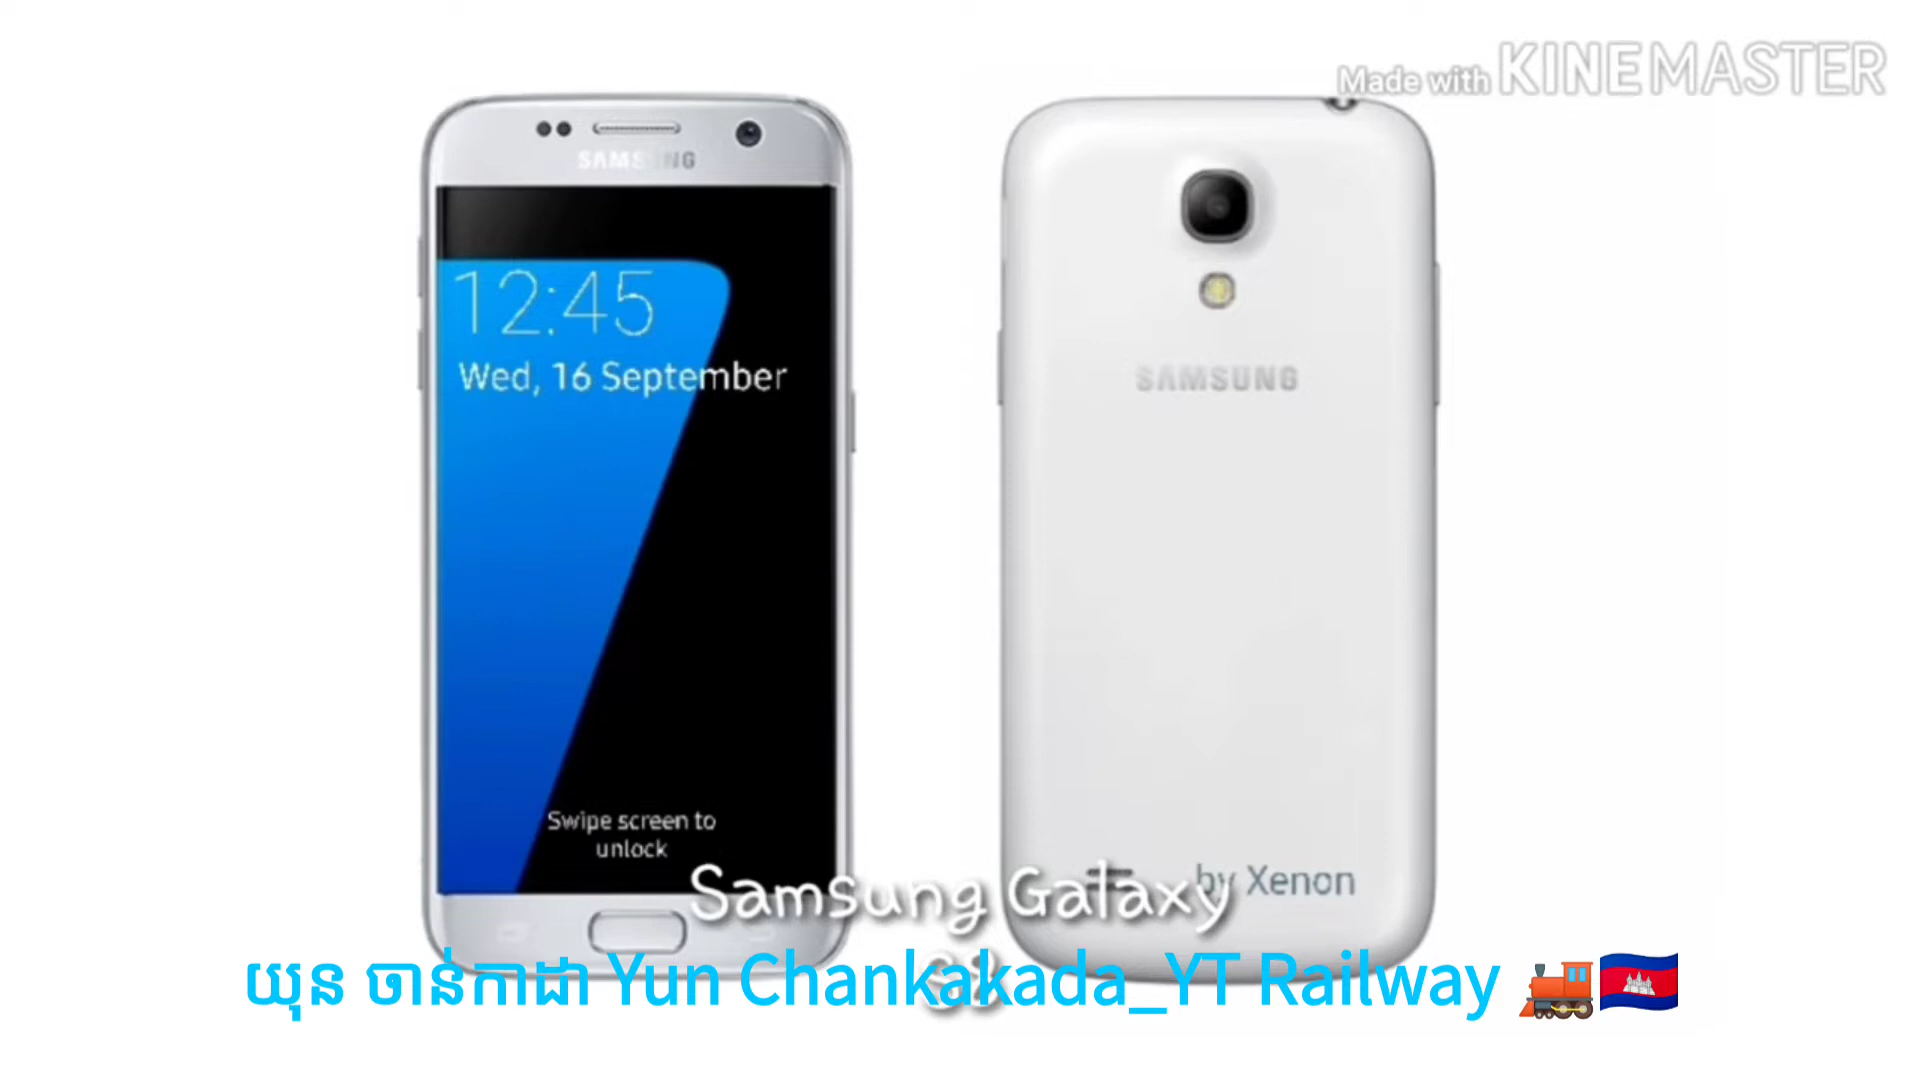 Made with KINEMASTER
SAMSUNG
12:45
Wed, 16 September
SAMSUNG
Swipe screen to
unlock
by Xenon
Samsung Galaxy
យុន ចាន់កាដា Yun Chankakada_YT Railway 🚂🇰🇭